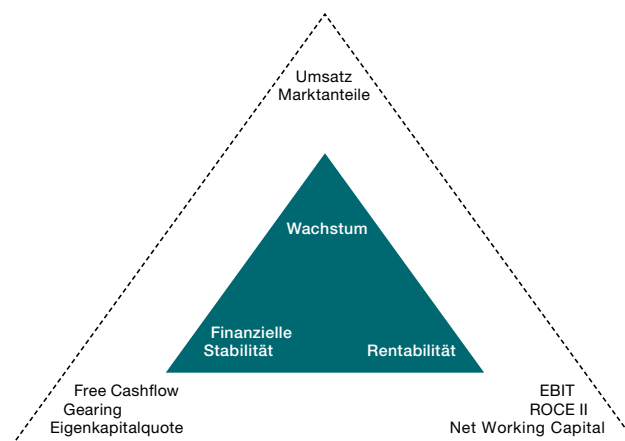 Umsatz
Marktanteile
Wachstum
Finanzielle
Stabilität
Rentabilität
Free Cashflow
Gearing
Eigenkapitalquote
EBIT
ROCE II
Net Working Capital